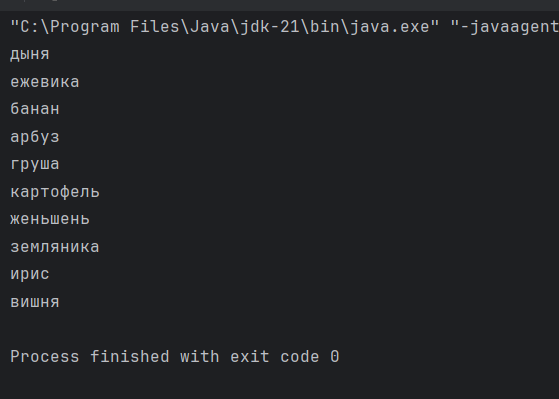 "C:\Program Files\Java\jdk-21\bin\java.exe" "-javaagent
дыня
ежевика
банан
арбуз
груша
картофель
женьшень
земляника
ирис
вишня
Process finished with exit code 0